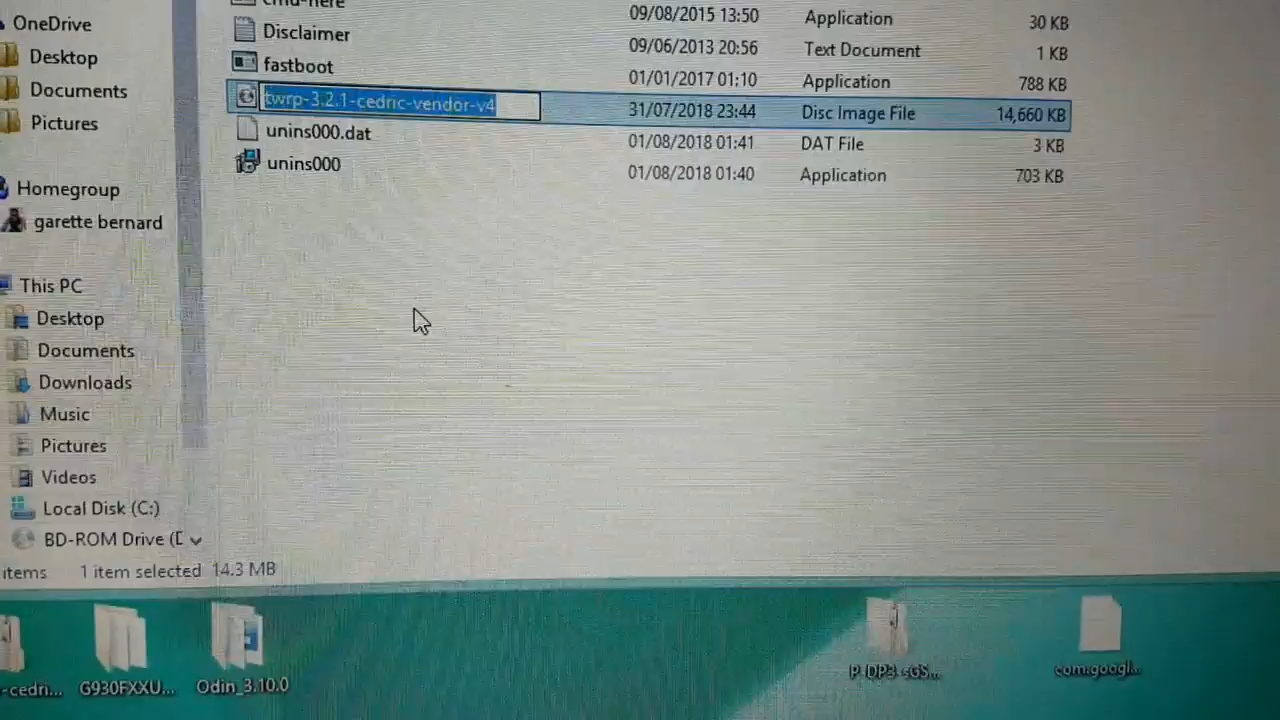 OneDrive
Desktop
Documents
Pictures
Homegroup
garette bernard
This PC
Desktop
Documents
Downloads
Music
Pictures
Videos
Local Disk (C:)
BD-ROM Drive (D
cmd-here 09/08/2015 13:50 Application 30 KB
Disclaimer 09/06/2013 20:56 Text Document 1 KB
fastboot 01/01/2017 01:10 Application 788 KB
twrp-3.2.1-cedric-vendor-v4 31/07/2018 23:44 Disc Image File 14,660 KB
unins000.dat 01/08/2018 01:41 DAT File 3 KB
unins000 01/08/2018 01:40 Application 703 KB
items 1 item selected 14.3 MB
-cedri... G930FXXU... Odin_3.10.0 P_DP3_sGS... com.googl...